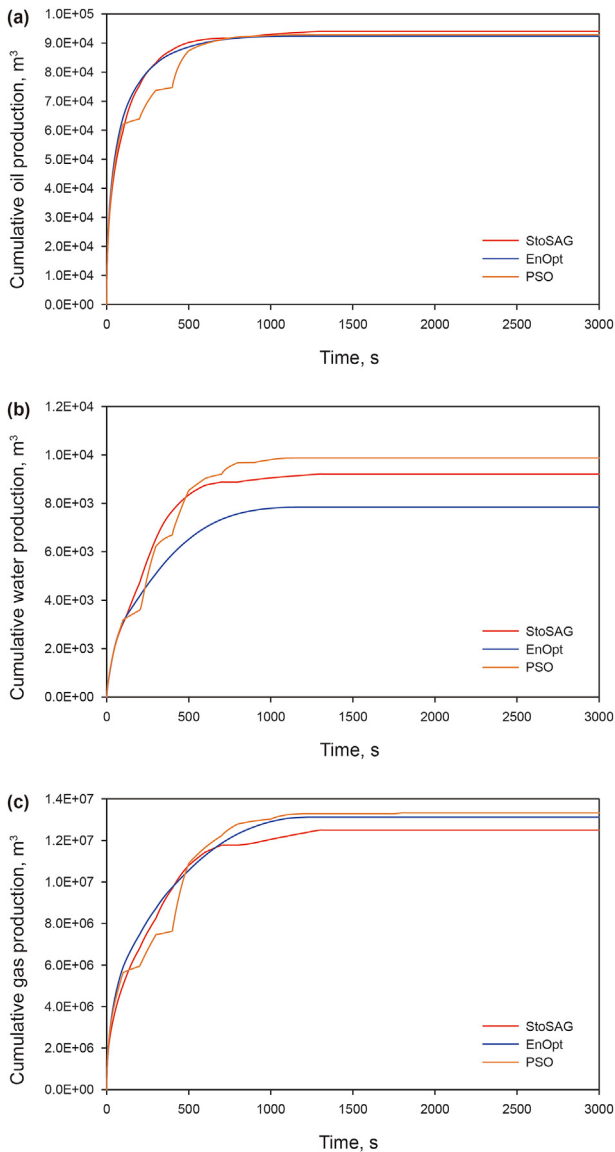 (a)
1.0E+05
9.0E+04
8.0E+04
7.0E+04
6.0E+04
5.0E+04
4.0E+04
3.0E+04
2.0E+04
1.0E+04
0.0E+00
Cumulative oil production, m³
StoSAG
EnOpt
PSO
0 500 1000 1500 2000 2500 3000
Time, s
(b)
1.2E+04
1.0E+04
8.0E+03
6.0E+03
4.0E+03
2.0E+03
0.0E+00
Cumulative water production, m³
StoSAG
EnOpt
PSO
0 500 1000 1500 2000 2500 3000
Time, s
(c)
1.4E+07
1.2E+07
1.0E+07
8.0E+06
6.0E+06
4.0E+06
2.0E+06
0.0E+00
Cumulative gas production, m³
StoSAG
EnOpt
PSO
0 500 1000 1500 2000 2500 3000
Time, s